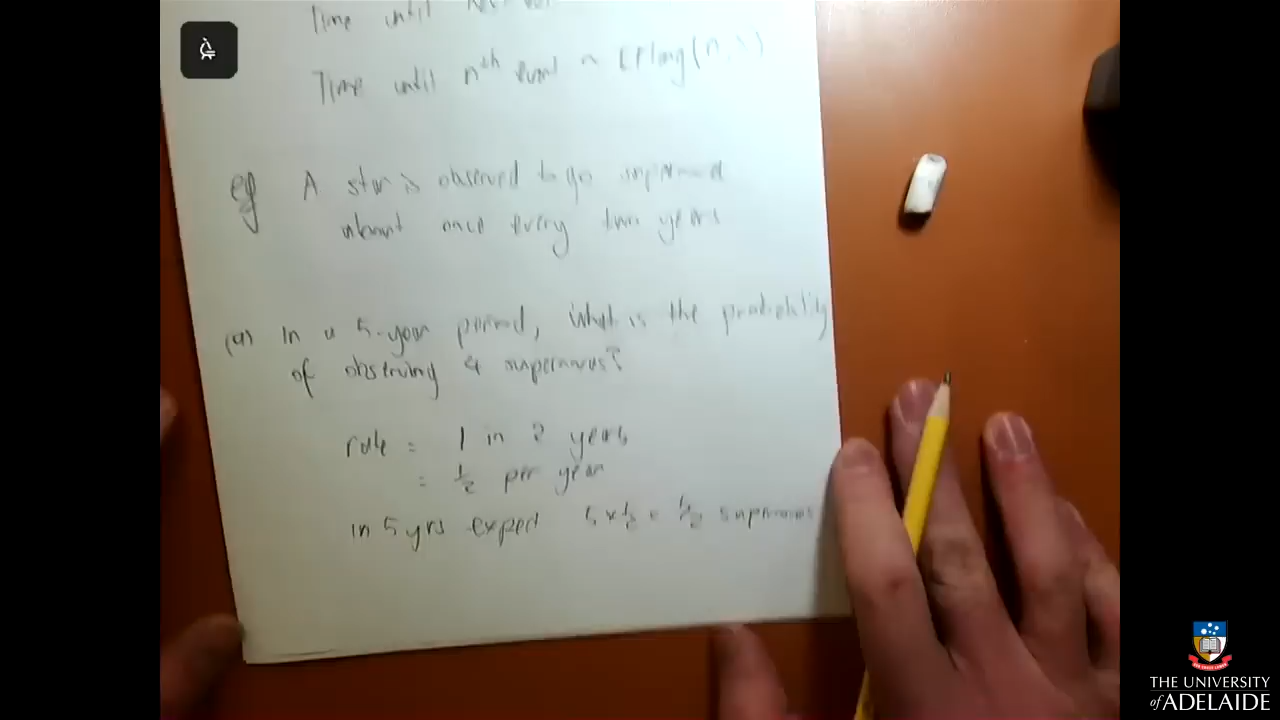 Time until
Time until nth event ~ Erlang(n, λ)
eg A star is observed to go supernova
about once every two years
(a) In a 5-year period, what is the probability
of observing 4 supernovas?
rate = 1 in 2 years
= 1/2 per year
in 5 yrs expect 5 x 1/2 = 5/2 supernovas
THE UNIVERSITY
of ADELAIDE